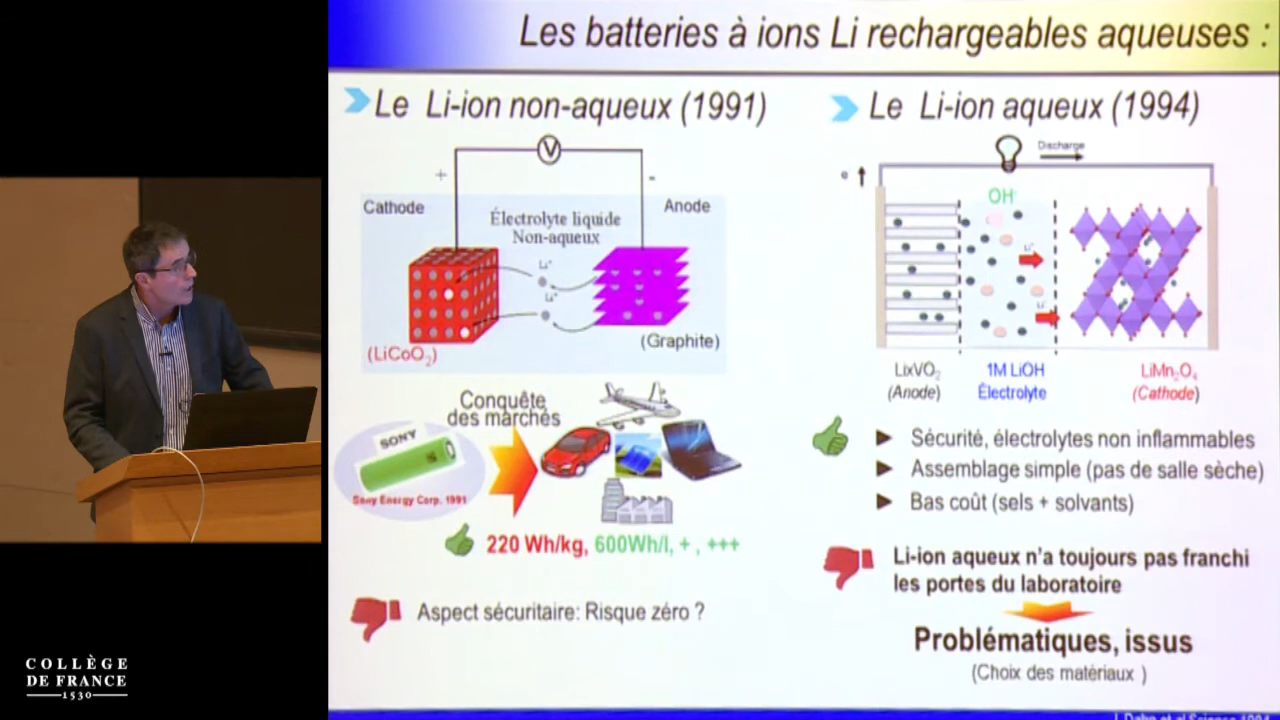 Les batteries à ions Li rechargeables aqueuses :
Le Li-ion non-aqueux (1991)
V
+
-
Cathode
Électrolyte liquide
Non-aqueux
Anode
Li+
Li+
(LiCoO2)
(Graphite)
Conquête
des marchés
SONY
Sony Energy Corp. 1991
220 Wh/kg, 600Wh/l, + , +++
Aspect sécuritaire: Risque zéro ?
Le Li-ion aqueux (1994)
Discharge
e
OH-
Li+
Li+
LixVO2
(Anode)
1M LiOH
Électrolyte
LiMn2O4
(Cathode)
Sécurité, électrolytes non inflammables
Assemblage simple (pas de salle sèche)
Bas coût (sels + solvants)
Li-ion aqueux n'a toujours pas franchi
les portes du laboratoire
Problématiques, issus
(Choix des matériaux )
COLLÈGE
DE FRANCE
1530